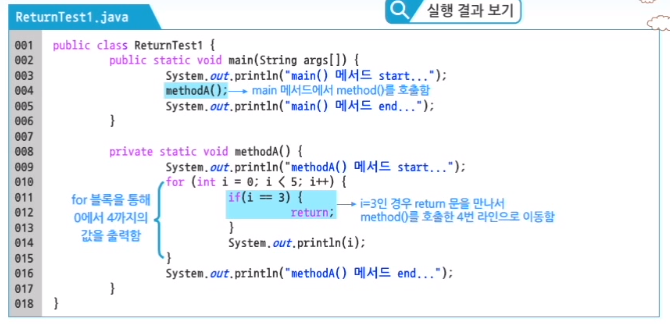 ReturnTest1.java
실행 결과 보기
001 public class ReturnTest1 {
002 public static void main(String args[]) {
003 System.out.println("main() 메서드 start...");
004 methodA(); main 메서드에서 method()를 호출함
005 System.out.println("main() 메서드 end...");
006 }
007
008 private static void methodA() {
009 System.out.println("methodA() 메서드 start...");
010 for (int i = 0; i < 5; i++) {
011 if(i == 3) {
012 return;
013 }
014 System.out.println(i);
015 }
016 System.out.println("methodA() 메서드 end...");
017 }
018 }
for 블록을 통해
0에서 4까지의
값을 출력함
i=3인 경우 return 문을 만나서
method()를 호출한 4번 라인으로 이동함